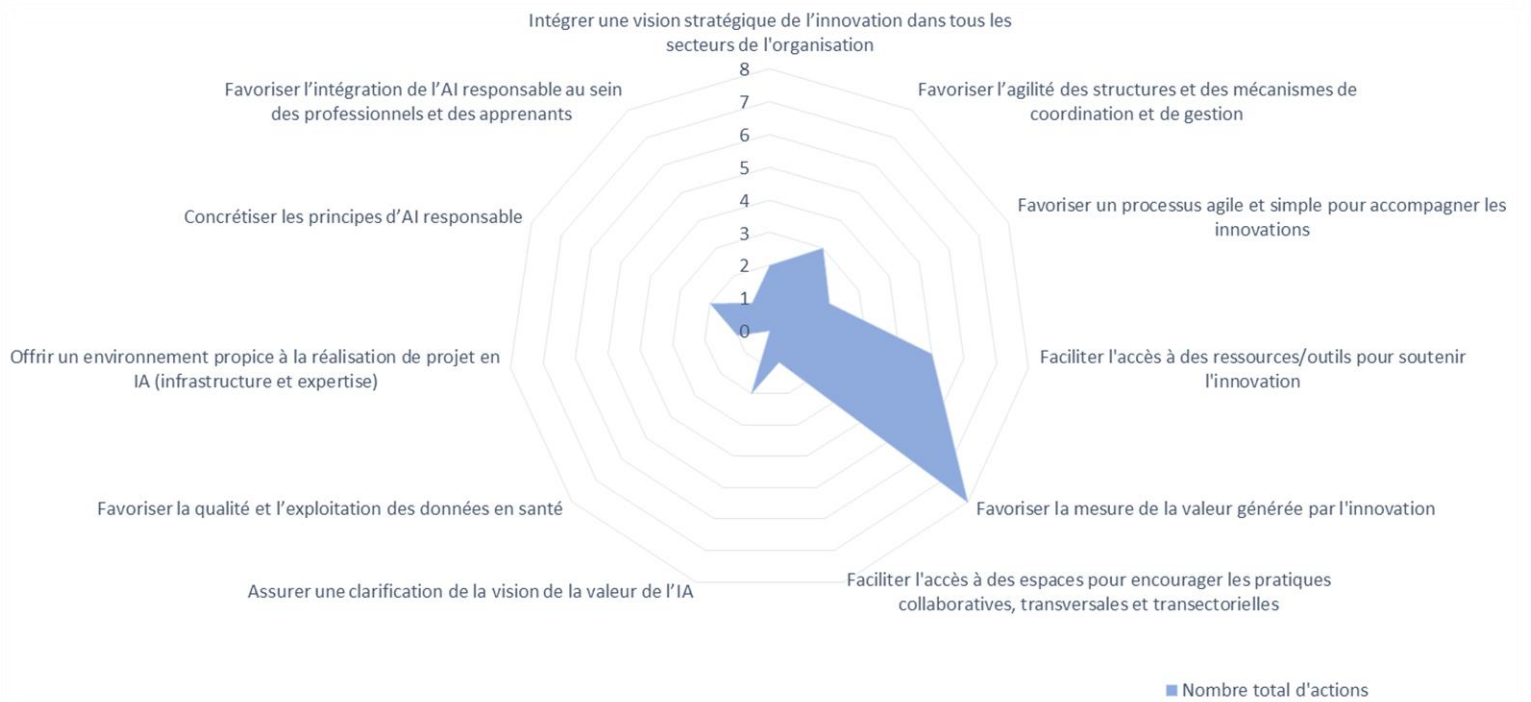 Intégrer une vision stratégique de l’innovation dans tous les
secteurs de l'organisation
Favoriser l’agilité des structures et des mécanismes de
coordination et de gestion
Favoriser un processus agile et simple pour accompagner les
innovations
Faciliter l'accès à des ressources/outils pour soutenir
l'innovation
Favoriser la mesure de la valeur générée par l'innovation
Faciliter l'accès à des espaces pour encourager les pratiques
collaboratives, transversales et transectorielles
Assurer une clarification de la vision de la valeur de l’IA
Favoriser la qualité et l’exploitation des données en santé
Offrir un environnement propice à la réalisation de projet en
IA (infrastructure et expertise)
Concrétiser les principes d’AI responsable
Favoriser l’intégration de l’AI responsable au sein
des professionnels et des apprenants
8
7
6
5
4
3
2
1
0
Nombre total d'actions